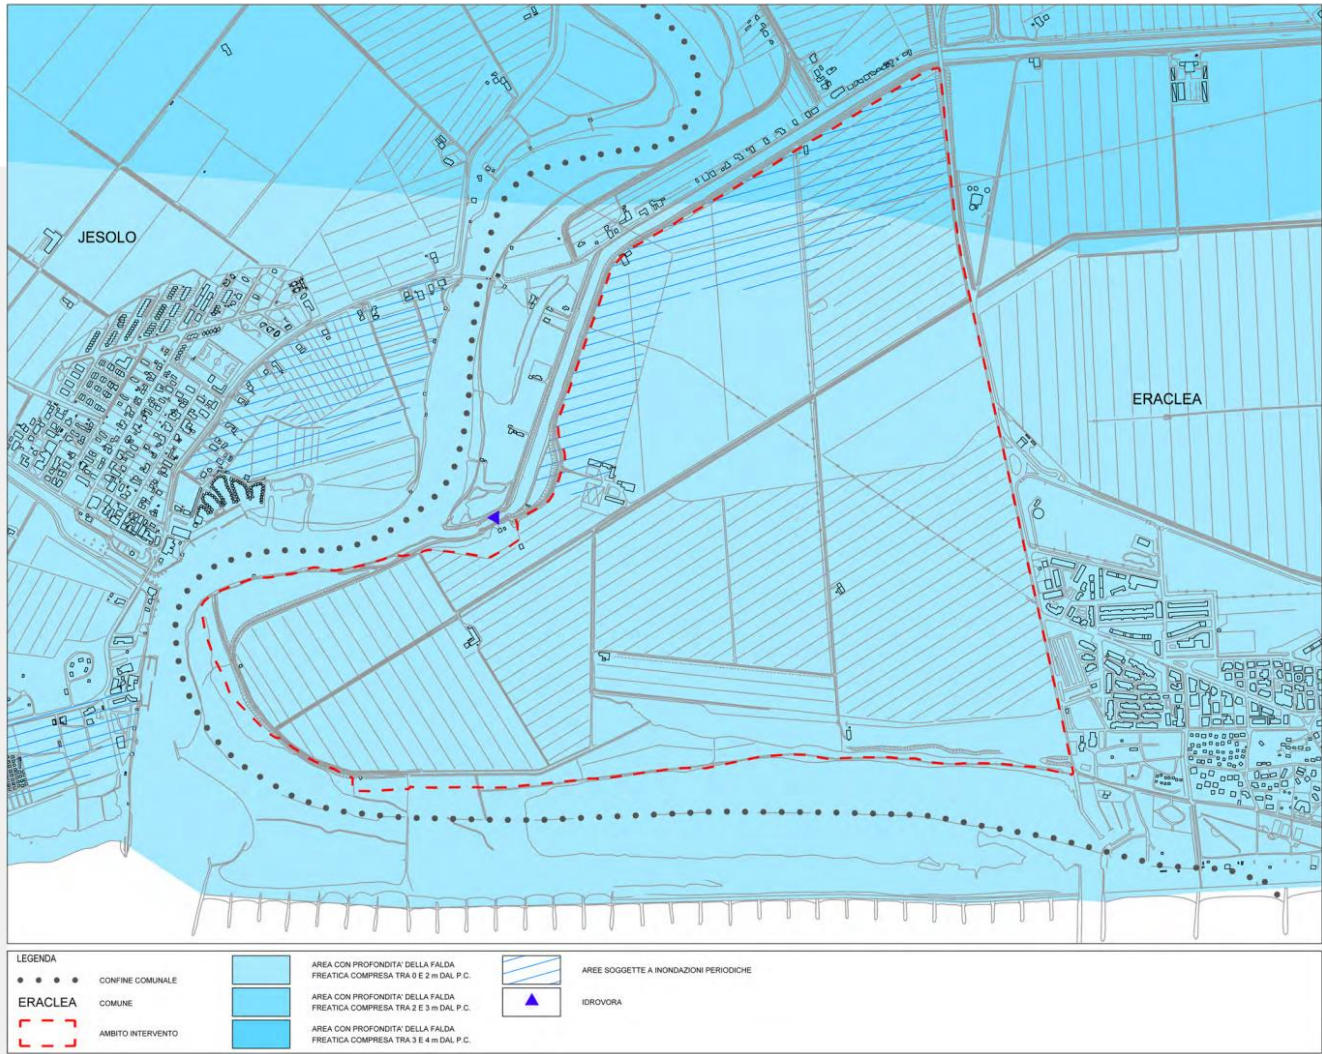 JESOLO
ERACLEA
LEGENDA
CONFINE COMUNALE
ERACLEA COMUNE
AMBITO INTERVENTO
AREA CON PROFONDITA' DELLA FALDA
FREATICA COMPRESA TRA 0 E 2 m DAL P.C.
AREA CON PROFONDITA' DELLA FALDA
FREATICA COMPRESA TRA 2 E 3 m DAL P.C.
AREA CON PROFONDITA' DELLA FALDA
FREATICA COMPRESA TRA 3 E 4 m DAL P.C.
AREE SOGGETTE A INONDAZIONI PERIODICHE
IDROVORA